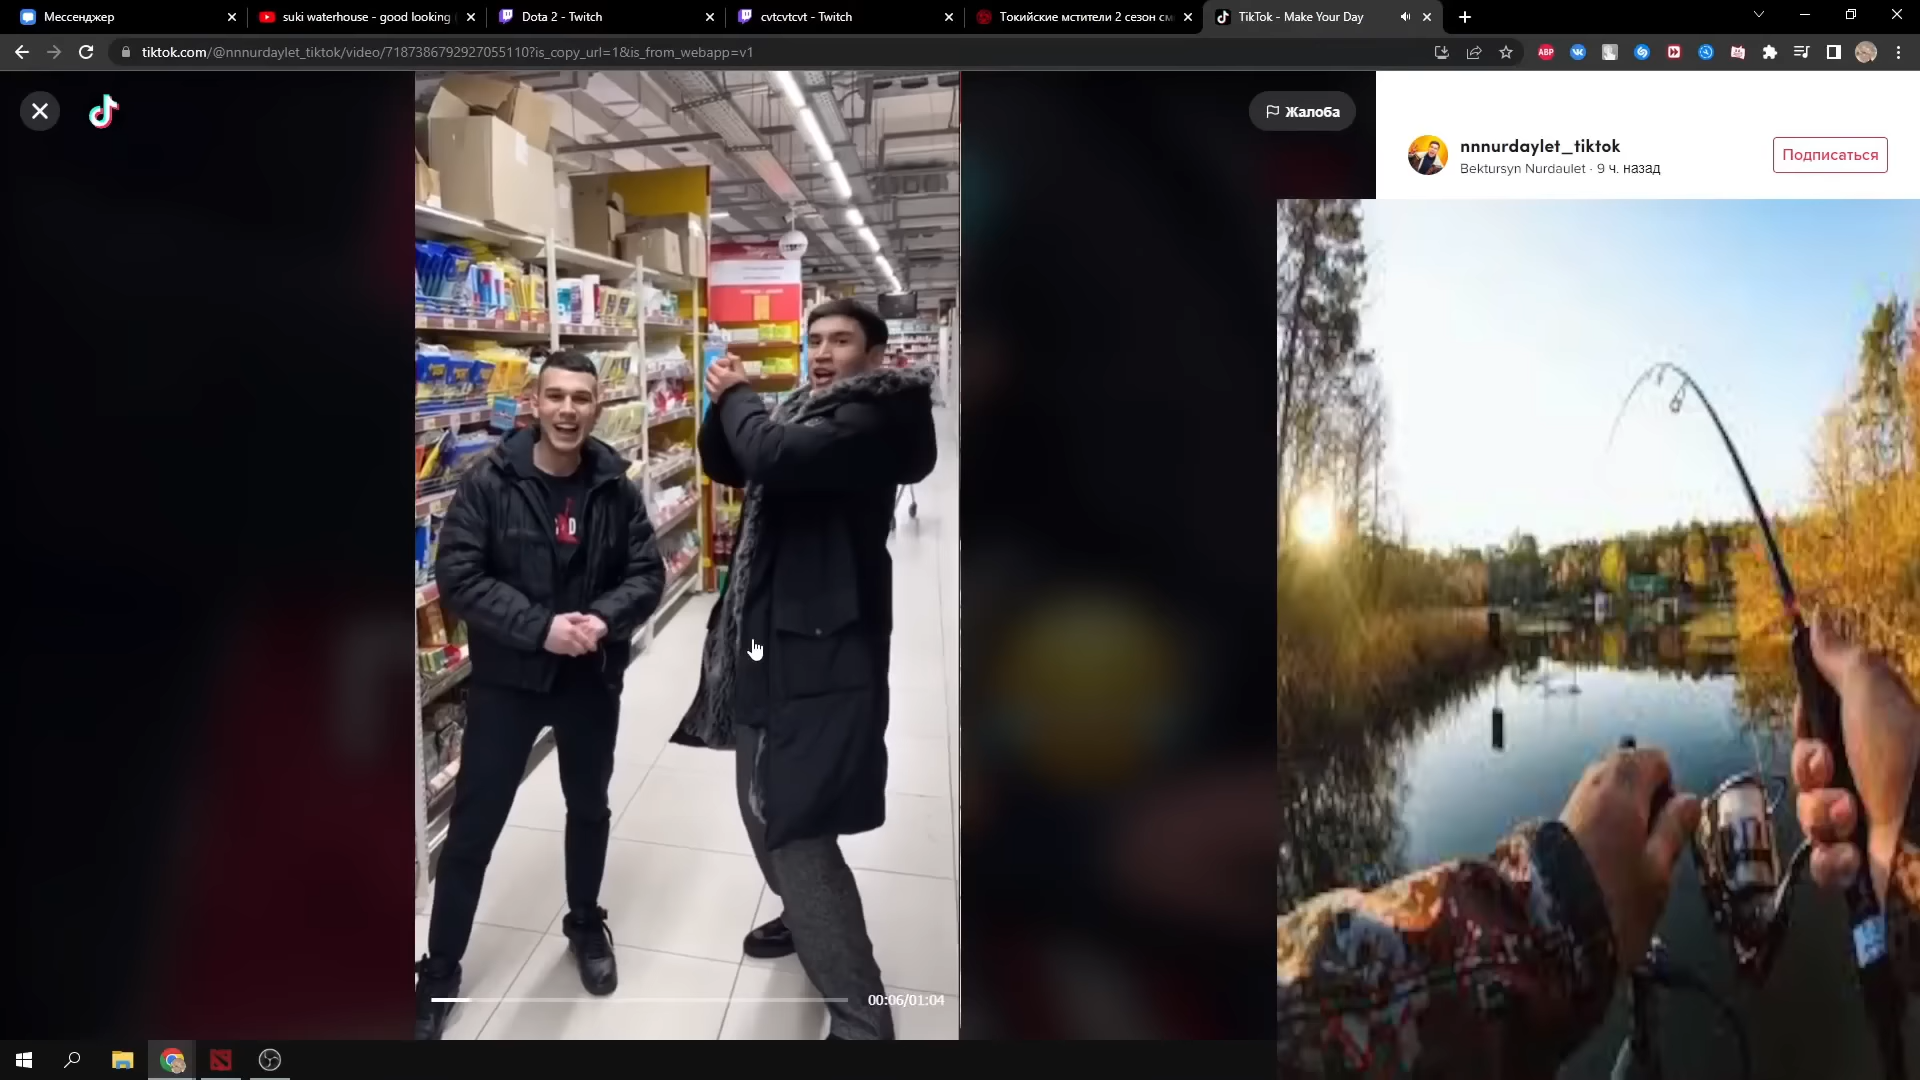 Мессенджер
suki waterhouse - good looking
Dota 2 - Twitch
cvtcvtcvt - Twitch
Токийские мстители 2 сезон см
TikTok - Make Your Day
tiktok.com/@nnnurdaylet_tiktok/video/7187386792927055110?is_copy_url=1&is_from_webapp=v1
ABP
Жалоба
nnnurdaylet_tiktok
Bektursyn Nurdaulet · 9 ч. назад
Подписаться
00:06/01:04